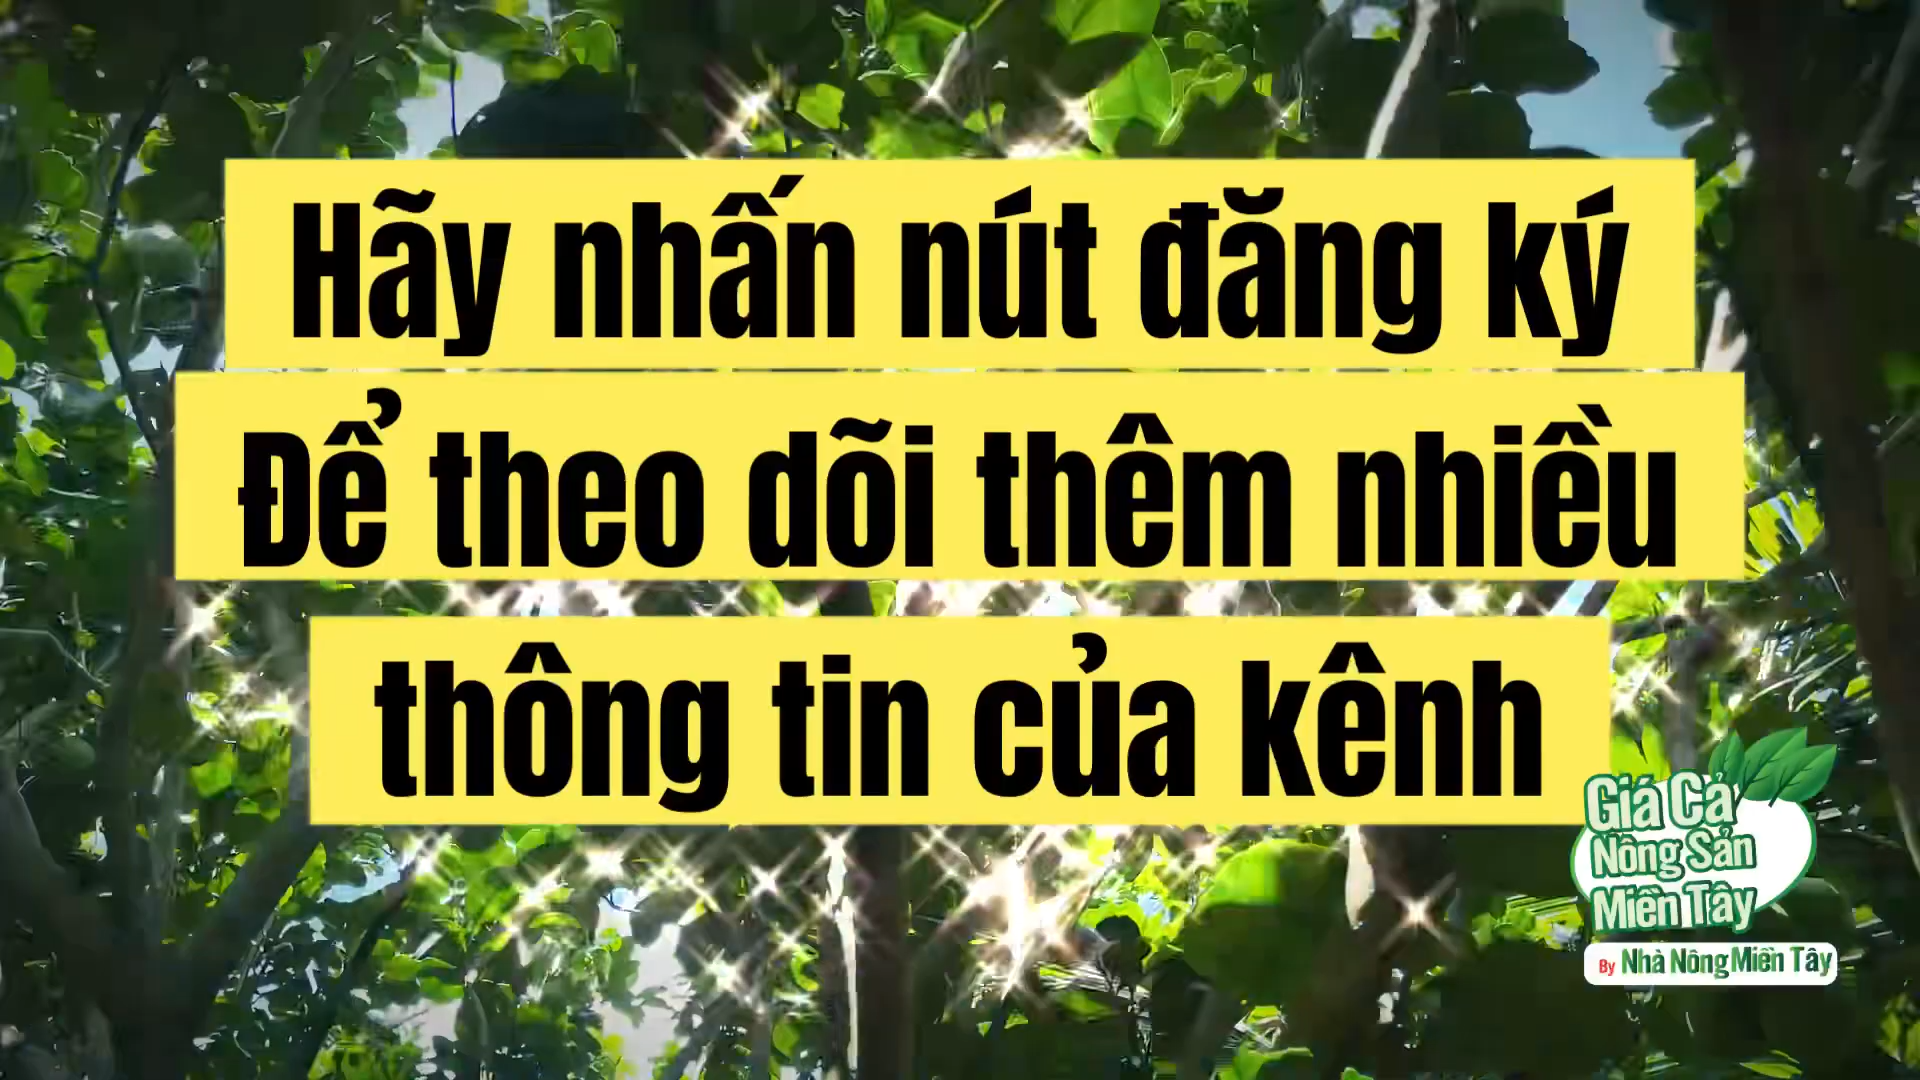 Hãy nhấn nút đăng ký
Để theo dõi thêm nhiều
thông tin của kênh
Giá Cả
Nông Sản
Miền Tây
By Nhà Nông Miền Tây